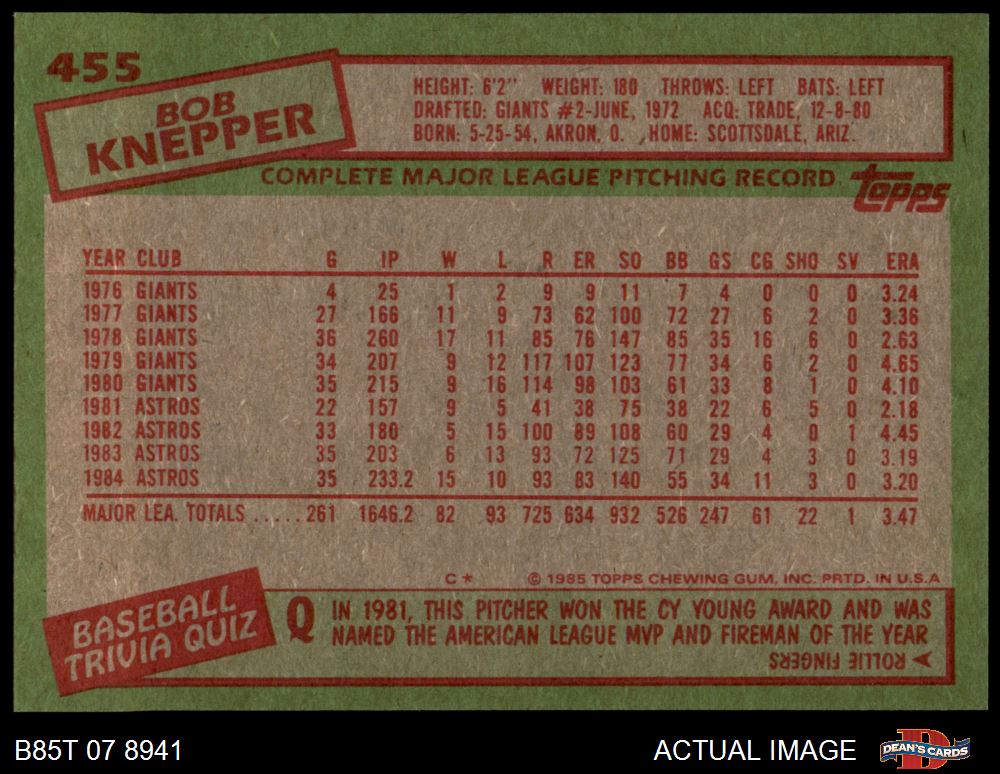 455
BOB
KNEPPER
HEIGHT: 6'2" WEIGHT: 180 THROWS: LEFT BATS: LEFT
DRAFTED: GIANTS #2-JUNE, 1972 ACQ: TRADE, 12-8-80
BORN: 5-25-54, AKRON, O. HOME: SCOTTSDALE, ARIZ.
COMPLETE MAJOR LEAGUE PITCHING RECORD topps
YEAR CLUB G IP W L R ER SO BB GS CG SHO SV ERA
1976 GIANTS 4 25 1 2 9 9 11 7 4 0 0 0 3.24
1977 GIANTS 27 166 11 9 73 62 100 72 27 6 2 0 3.36
1978 GIANTS 36 260 17 11 85 76 147 85 35 16 6 0 2.63
1979 GIANTS 34 207 9 12 117 107 123 77 34 6 2 0 4.65
1980 GIANTS 35 215 9 16 114 98 103 61 33 8 1 0 4.10
1981 ASTROS 22 157 9 5 41 38 75 38 22 6 5 0 2.18
1982 ASTROS 33 180 5 15 100 89 108 60 29 4 0 1 4.45
1983 ASTROS 35 203 6 13 93 72 125 71 29 4 3 0 3.19
1984 ASTROS 35 233.2 15 10 93 83 140 55 34 11 3 0 3.20
MAJOR LEA. TOTALS .....261 1646.2 82 93 725 634 932 526 247 61 22 1 3.47
C* © 1985 TOPPS CHEWING GUM, INC. PRTD. IN U.S.A
BASEBALL
TRIVIA QUIZ
Q IN 1981, THIS PITCHER WON THE CY YOUNG AWARD AND WAS
NAMED THE AMERICAN LEAGUE MVP AND FIREMAN OF THE YEAR
ROLLIE FINGERS
B85T 07 8941 ACTUAL IMAGE DEAN'S CARDS